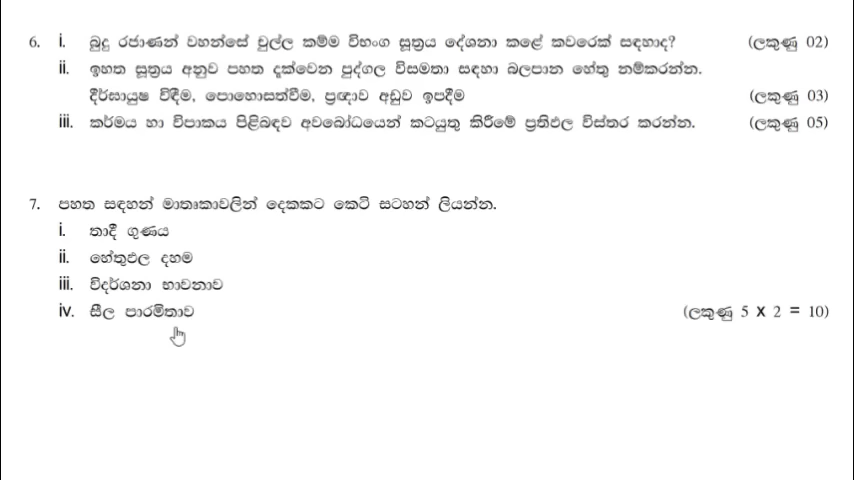 6. i. බුදු රජාණන් වහන්සේ චුල්ල කම්ම විභංග සූත්‍රය දේශනා කළේ කවරෙක් සඳහාද? (ලකුණු 02)
ii. ඉහත සූත්‍රය අනුව පහත දැක්වෙන පුද්ගල විසමතා සඳහා බලපාන හේතු නම්කරන්න.
දීර්ඝායුෂ විඳීම, පොහොසත්වීම, ප්‍රඥාව අඩුව ඉපදීම (ලකුණු 03)
iii. කර්මය හා විපාකය පිළිබඳව අවබෝධයෙන් කටයුතු කිරීමේ ප්‍රතිඵල විස්තර කරන්න. (ලකුණු 05)
7. පහත සඳහන් මාතෘකාවලින් දෙකකට කෙටි සටහන් ලියන්න.
i. තාදී ගුණය
ii. හේතුඵල දහම
iii. විදර්ශනා භාවනාව
iv. සීල පාරමිතාව (ලකුණු 5 x 2 = 10)